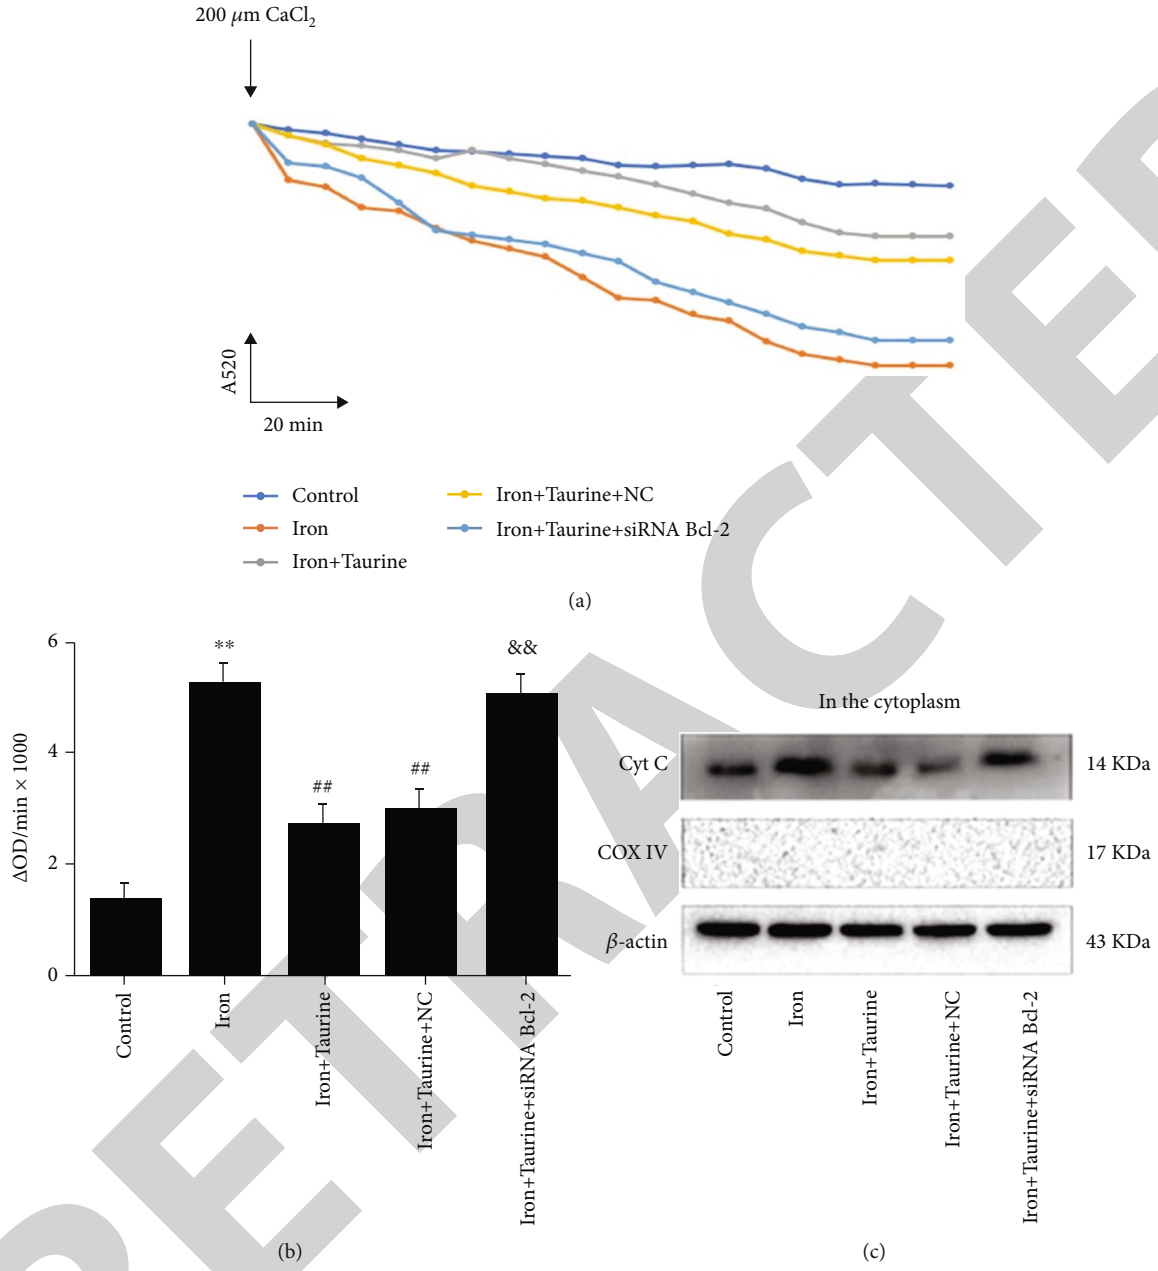 200 μm CaCl₂
A520
20 min
Control
Iron
Iron+Taurine
Iron+Taurine+NC
Iron+Taurine+siRNA Bcl-2
(a)
6
4
2
0
ΔOD/min × 1000
**
##
##
&&
Control
Iron
Iron+Taurine
Iron+Taurine+NC
Iron+Taurine+siRNA Bcl-2
(b)
In the cytoplasm
Cyt C
14 KDa
COX IV
17 KDa
β-actin
43 KDa
Control
Iron
Iron+Taurine
Iron+Taurine+NC
Iron+Taurine+siRNA Bcl-2
(c)
RETRACTED